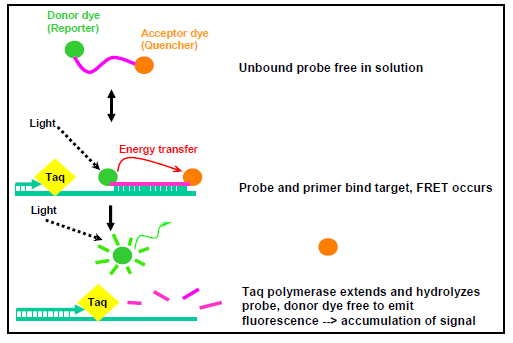 Donor dye
(Reporter)
Acceptor dye
(Quencher)
Unbound probe free in solution
Light
Energy transfer
Taq
Probe and primer bind target, FRET occurs
Light
Taq
Taq polymerase extends and hydrolyzes
probe, donor dye free to emit
fluorescence --> accumulation of signal